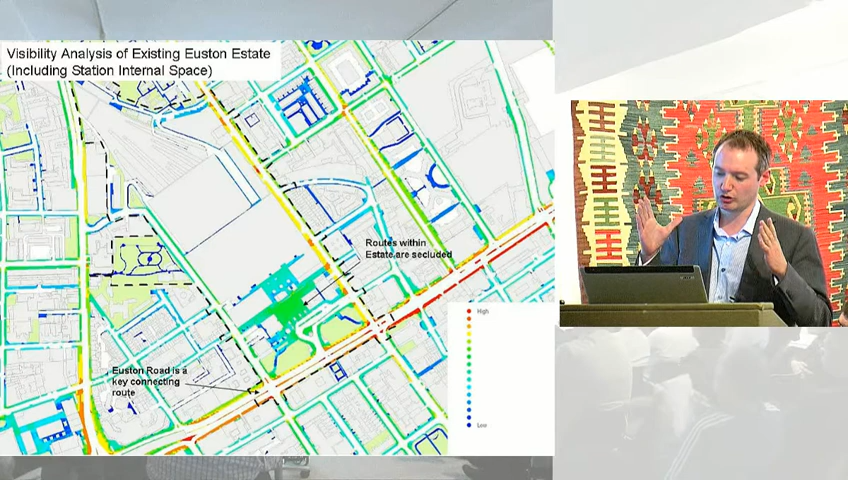 Visibility Analysis of Existing Euston Estate
(Including Station Internal Space)
Routes within
Estate are secluded
High
Euston Road is a
key connecting
route
Low